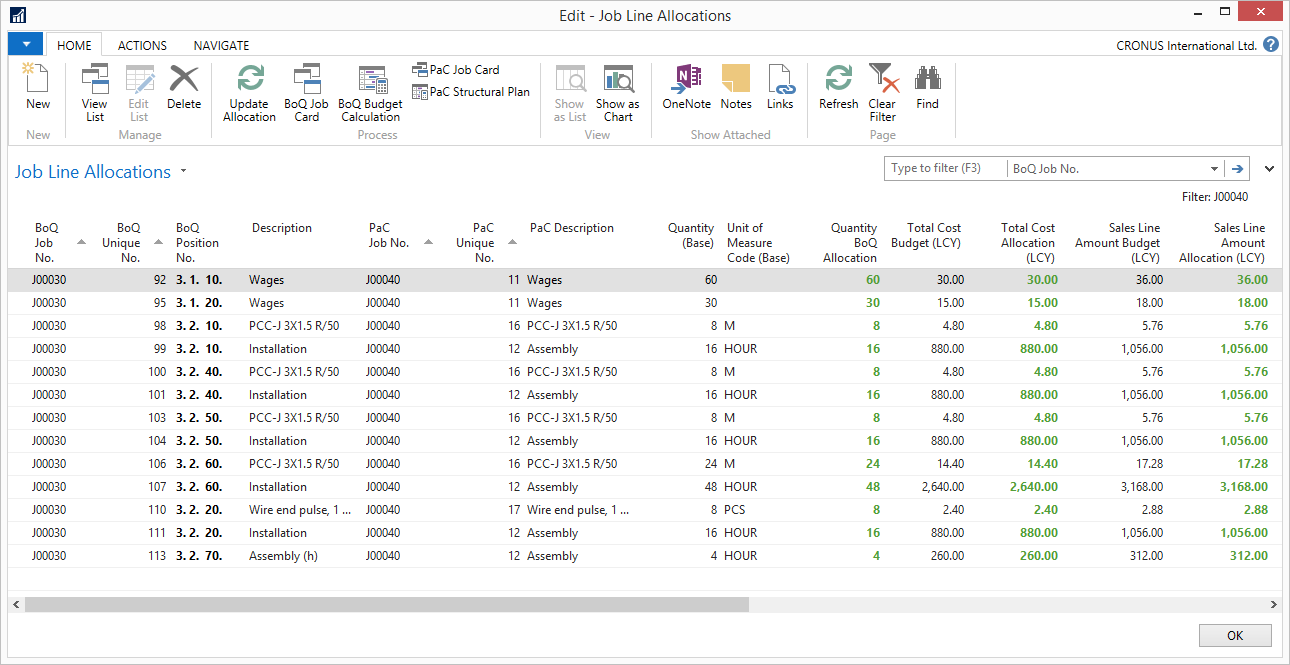 Edit - Job Line Allocations
HOME ACTIONS NAVIGATE CRONUS International Ltd. ?
New
View List
Edit List
Delete
Update Allocation
BoQ Job Card
BoQ Budget Calculation
PaC Job Card
PaC Structural Plan
Show as List
Show as Chart
OneNote
Notes
Links
Refresh
Clear Filter
Find
New Manage Process View Show Attached Page
Job Line Allocations
Type to filter (F3) BoQ Job No.
Filter: J00040
BoQ Job No. BoQ Unique No. BoQ Position No. Description PaC Job No. PaC Unique No. PaC Description Quantity (Base) Unit of Measure Code (Base) Quantity BoQ Allocation Total Cost Budget (LCY) Total Cost Allocation (LCY) Sales Line Amount Budget (LCY) Sales Line Amount Allocation (LCY)
J00030 92 3. 1. 10. Wages J00040 11 Wages 60 60 30.00 30.00 36.00 36.00
J00030 95 3. 1. 20. Wages J00040 11 Wages 30 30 15.00 15.00 18.00 18.00
J00030 98 3. 2. 10. PCC-J 3X1.5 R/50 J00040 16 PCC-J 3X1.5 R/50 8 M 8 4.80 4.80 5.76 5.76
J00030 99 3. 2. 10. Installation J00040 12 Assembly 16 HOUR 16 880.00 880.00 1,056.00 1,056.00
J00030 100 3. 2. 40. PCC-J 3X1.5 R/50 J00040 16 PCC-J 3X1.5 R/50 8 M 8 4.80 4.80 5.76 5.76
J00030 101 3. 2. 40. Installation J00040 12 Assembly 16 HOUR 16 880.00 880.00 1,056.00 1,056.00
J00030 103 3. 2. 50. PCC-J 3X1.5 R/50 J00040 16 PCC-J 3X1.5 R/50 8 M 8 4.80 4.80 5.76 5.76
J00030 104 3. 2. 50. Installation J00040 12 Assembly 16 HOUR 16 880.00 880.00 1,056.00 1,056.00
J00030 106 3. 2. 60. PCC-J 3X1.5 R/50 J00040 16 PCC-J 3X1.5 R/50 24 M 24 14.40 14.40 17.28 17.28
J00030 107 3. 2. 60. Installation J00040 12 Assembly 48 HOUR 48 2,640.00 2,640.00 3,168.00 3,168.00
J00030 110 3. 2. 20. Wire end pulse, 1 ... J00040 17 Wire end pulse, 1 ... 8 PCS 8 2.40 2.40 2.88 2.88
J00030 111 3. 2. 20. Installation J00040 12 Assembly 16 HOUR 16 880.00 880.00 1,056.00 1,056.00
J00030 113 3. 2. 70. Assembly (h) J00040 12 Assembly 4 HOUR 4 260.00 260.00 312.00 312.00
OK